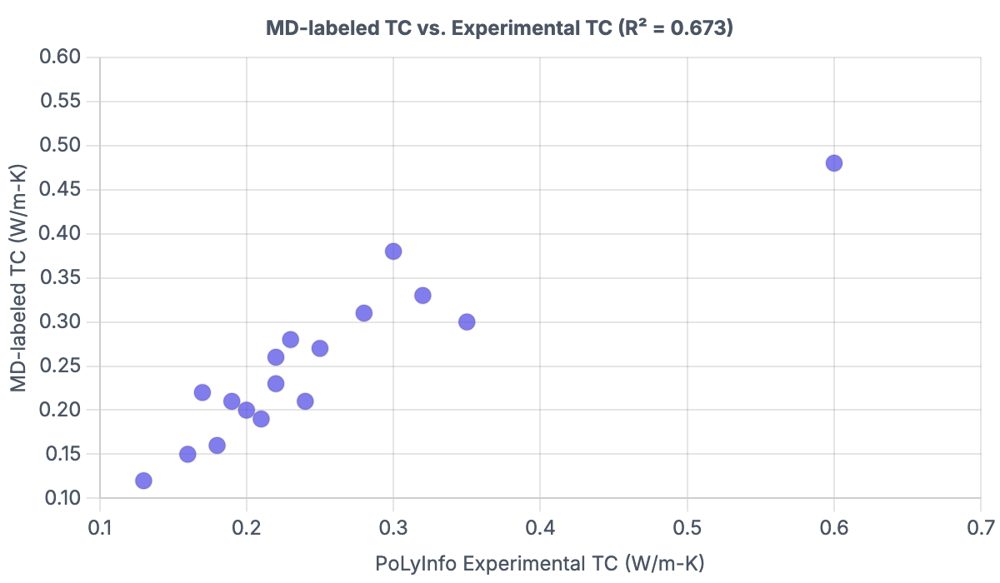 MD-labeled TC vs. Experimental TC (R² = 0.673)
0.60
0.55
0.50
0.45
0.40
0.35
0.30
0.25
0.20
0.15
0.10
MD-labeled TC (W/m-K)
0.1 0.2 0.3 0.4 0.5 0.6 0.7
PoLyInfo Experimental TC (W/m-K)